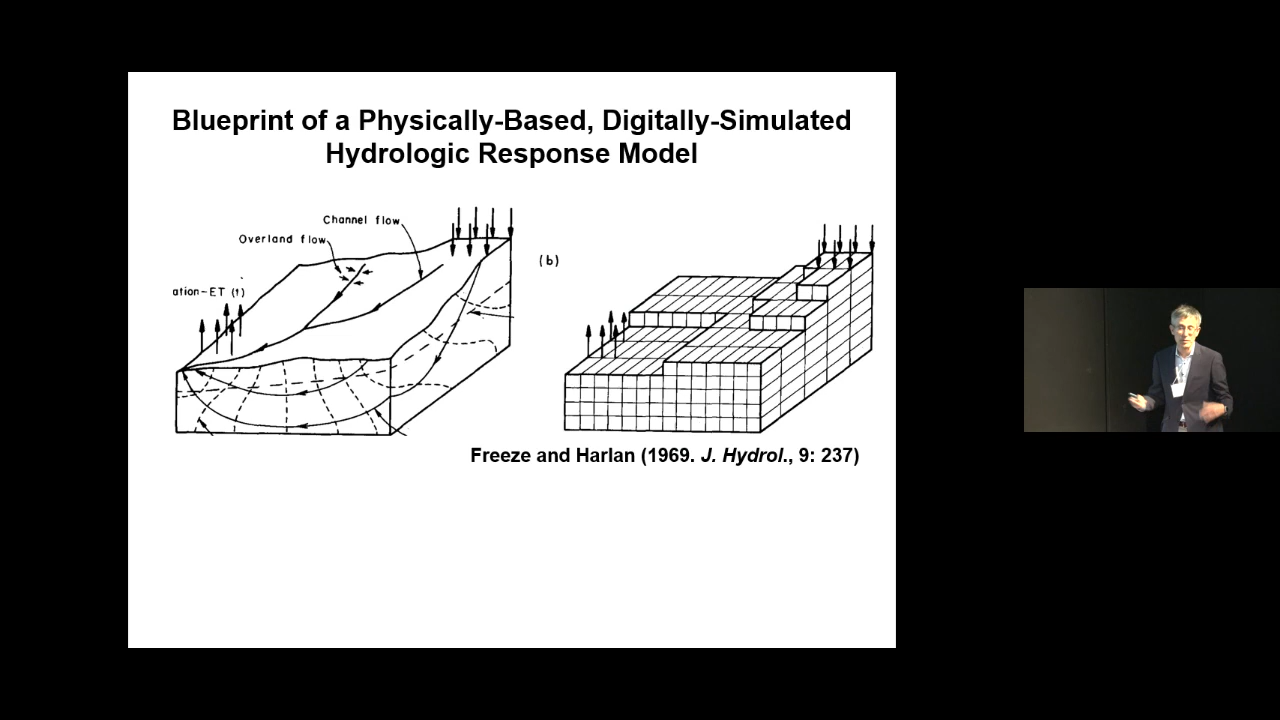 Blueprint of a Physically-Based, Digitally-Simulated
Hydrologic Response Model
Channel flow
Overland flow
(b)
ation-ET (t)
Freeze and Harlan (1969. J. Hydrol., 9: 237)